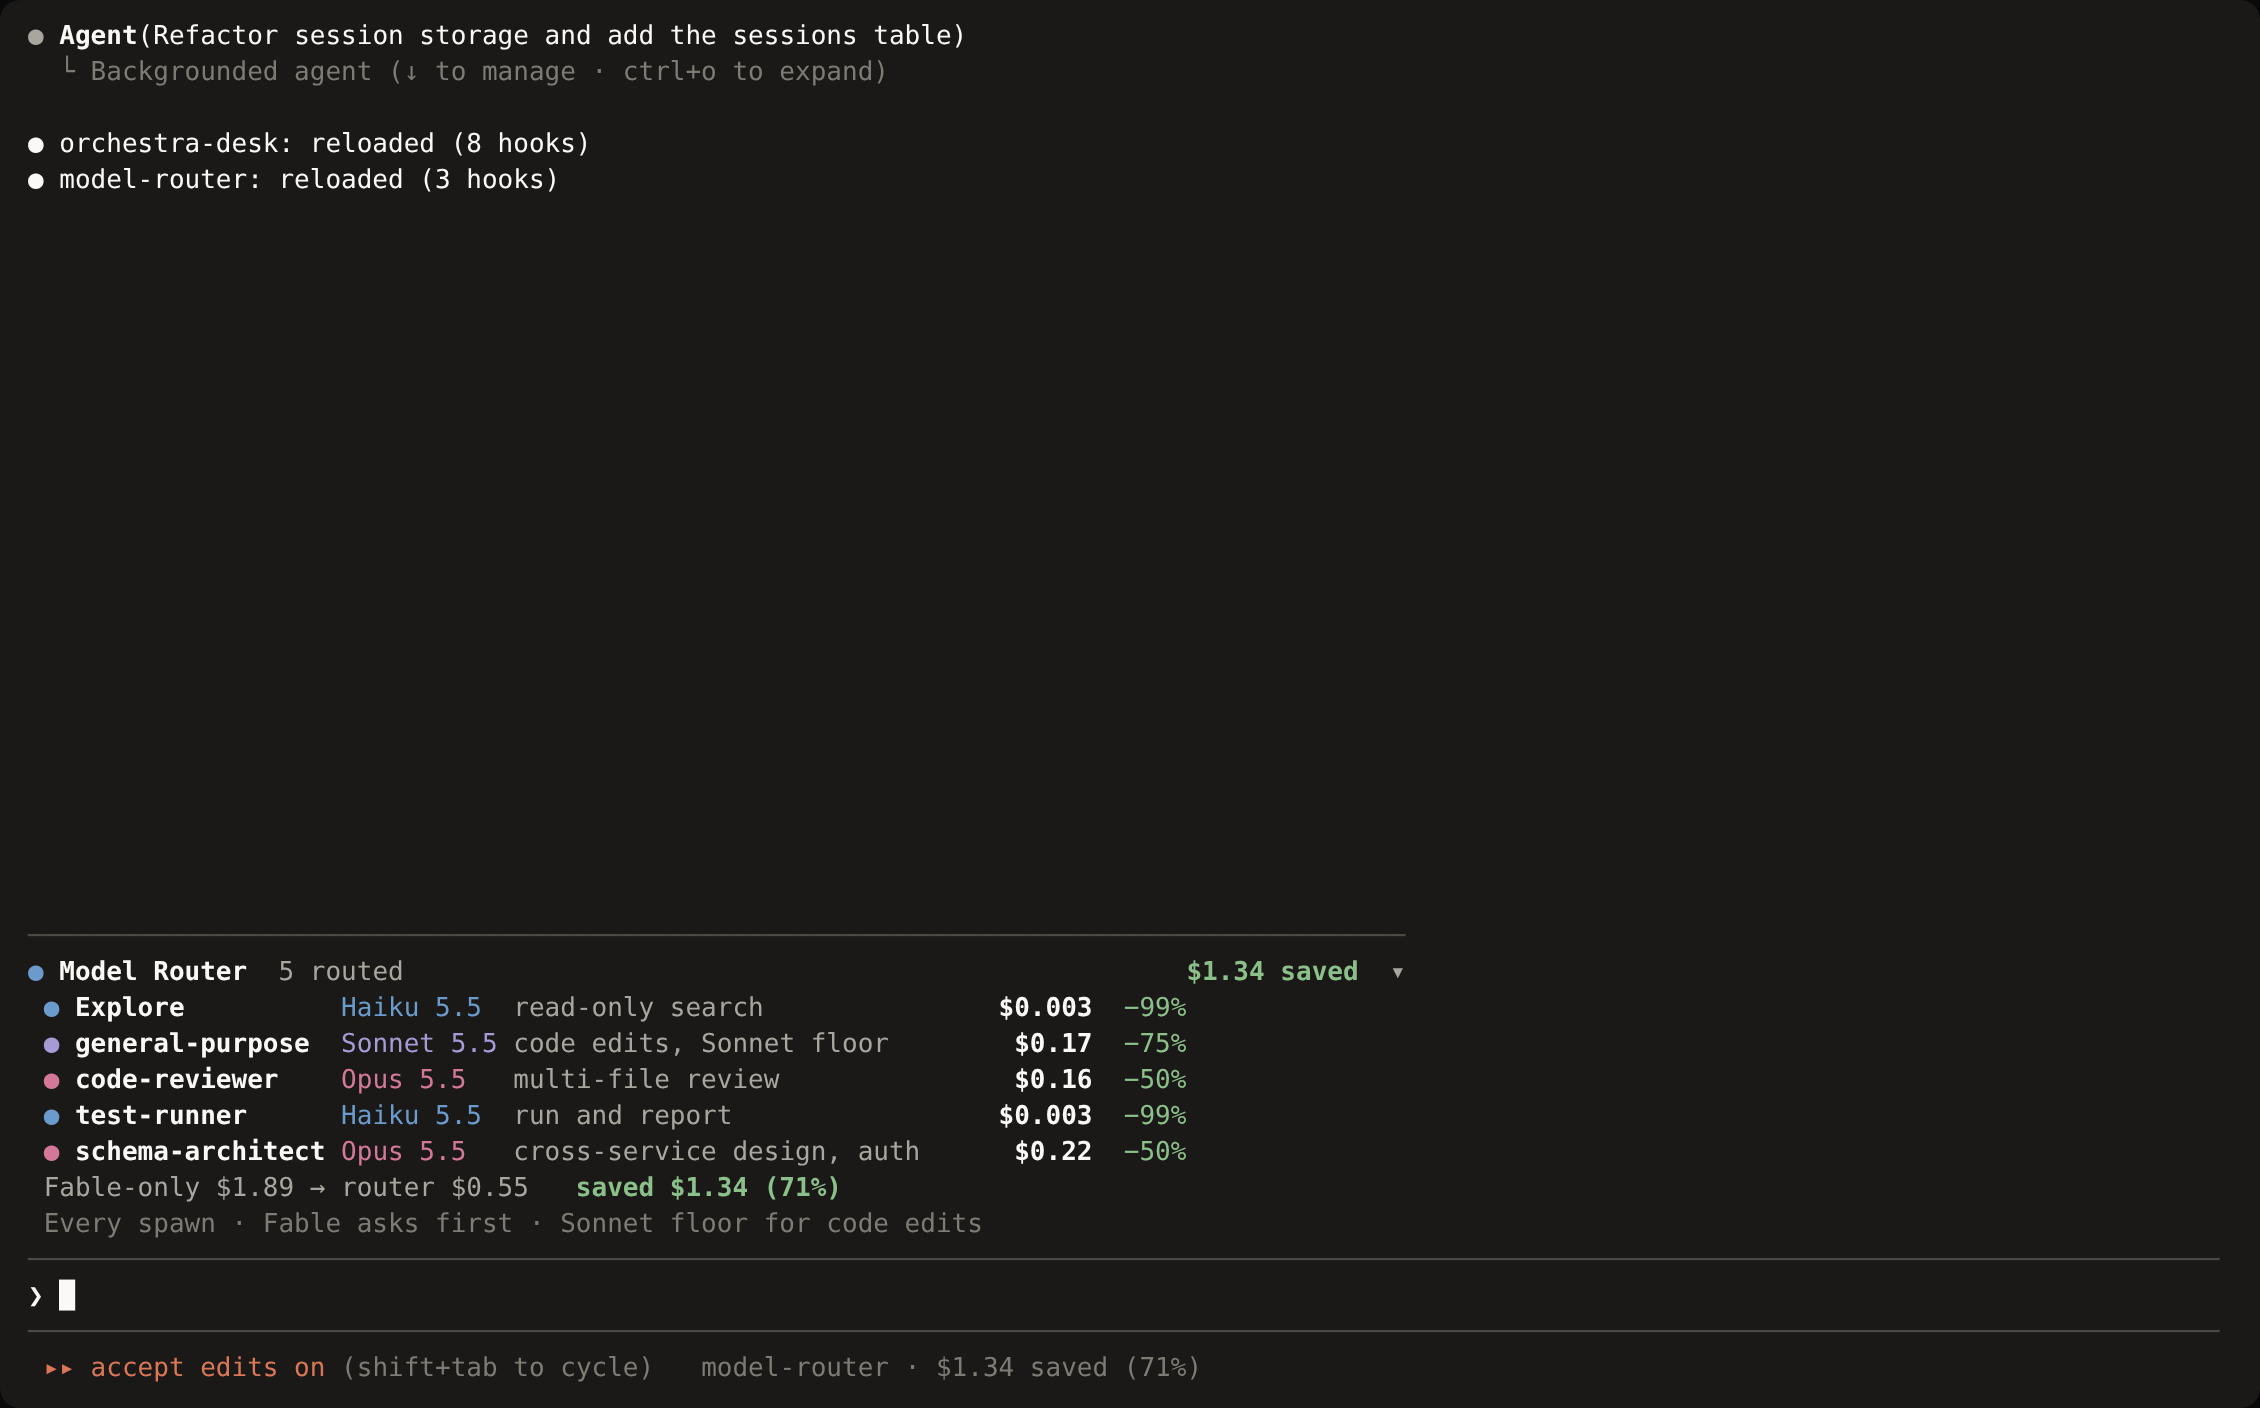 ● Agent(Refactor session storage and add the sessions table)
└ Backgrounded agent (↓ to manage · ctrl+o to expand)
● orchestra-desk: reloaded (8 hooks)
● model-router: reloaded (3 hooks)
● Model Router  5 routed  $1.34 saved  ▾
● Explore  Haiku 5.5  read-only search  $0.003  −99%
● general-purpose  Sonnet 5.5  code edits, Sonnet floor  $0.17  −75%
● code-reviewer  Opus 5.5  multi-file review  $0.16  −50%
● test-runner  Haiku 5.5  run and report  $0.003  −99%
● schema-architect  Opus 5.5  cross-service design, auth  $0.22  −50%
Fable-only $1.89 → router $0.55  saved $1.34 (71%)
Every spawn · Fable asks first · Sonnet floor for code edits
❯
▸▸ accept edits on (shift+tab to cycle)  model-router · $1.34 saved (71%)